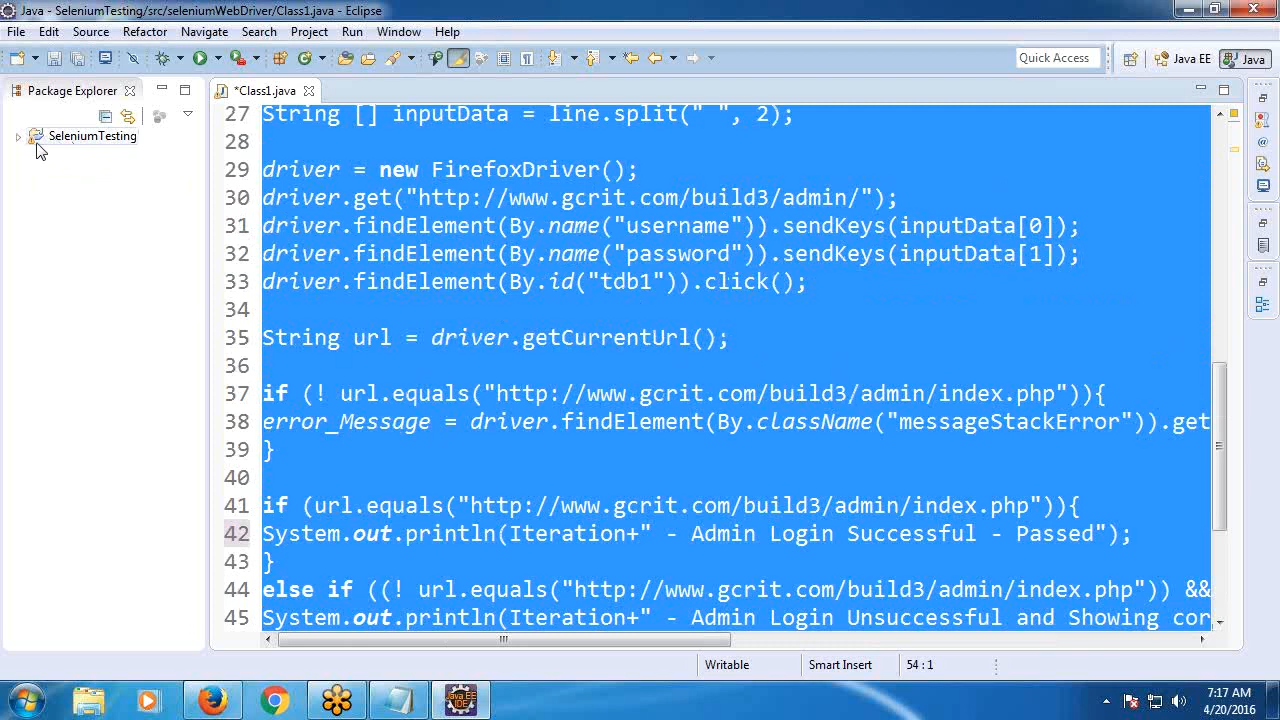 Java - SeleniumTesting/src/seleniumWebDriver/Class1.java - Eclipse
File Edit Source Refactor Navigate Search Project Run Window Help
Quick Access
Java EE
Java
Package Explorer
*Class1.java
SeleniumTesting
27 String [] inputData = line.split(" ", 2);
28
29 driver = new FirefoxDriver();
30 driver.get("http://www.gcrit.com/build3/admin/");
31 driver.findElement(By.name("username")).sendKeys(inputData[0]);
32 driver.findElement(By.name("password")).sendKeys(inputData[1]);
33 driver.findElement(By.id("tdb1")).click();
34
35 String url = driver.getCurrentUrl();
36
37 if (! url.equals("http://www.gcrit.com/build3/admin/index.php")){
38 error_Message = driver.findElement(By.className("messageStackError")).get
39 }
40
41 if (url.equals("http://www.gcrit.com/build3/admin/index.php")){
42 System.out.println(Iteration+" - Admin Login Successful - Passed");
43 }
44 else if ((! url.equals("http://www.gcrit.com/build3/admin/index.php")) &&
45 System.out.println(Iteration+" - Admin Login Unsuccessful and Showing cor
Writable
Smart Insert
54 : 1
Java EE
IDE
7:17 AM
4/20/2016